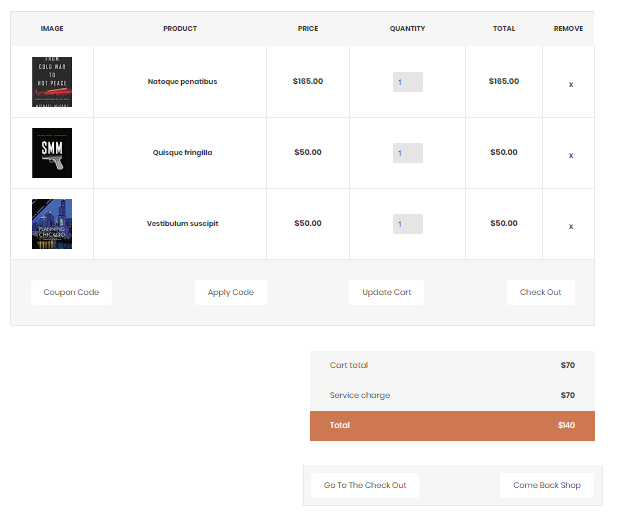 IMAGE PRODUCT PRICE QUANTITY TOTAL REMOVE
FROM
COLD WAR
TO
HOT PEACE
Natoque penatibus $165.00 1 $165.00 x
SMM
Quisque fringilla $50.00 1 $50.00 x
PLANNING
CHICAGO
Vestibulum suscipit $50.00 1 $50.00 x
Coupon Code Apply Code Update Cart Check Out
Cart total $70
Service charge $70
Total $140
Go To The Check Out Come Back Shop